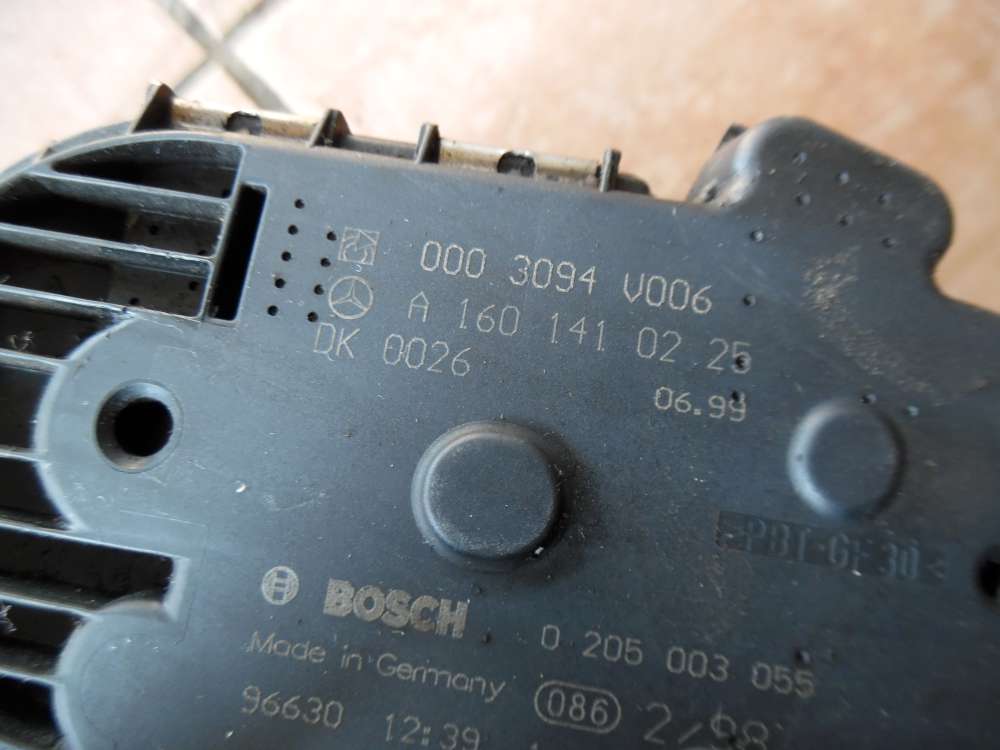 000 3094 V006
A 160 141 02 25
DK 0026
06.99
>PBT-GF30<
BOSCH
0 205 003 055
Made in Germany
086
96630 12:39